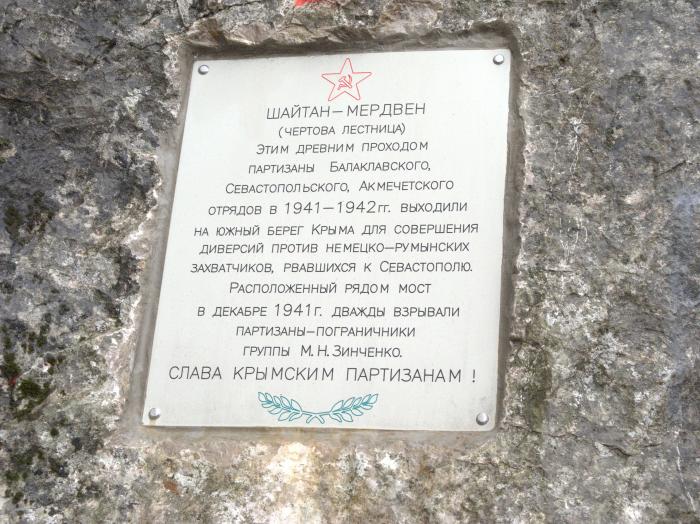 ШАЙТАН–МЕРДВЕН
(ЧЕРТОВА ЛЕСТНИЦА)
Этим древним проходом
партизаны Балаклавского,
Севастопольского, Акмечетского
отрядов в 1941–1942гг. выходили
на южный берег Крыма для совершения
диверсий против немецко–румынских
захватчиков, рвавшихся к Севастополю.
Расположенный рядом мост
в декабре 1941г. дважды взрывали
партизаны–пограничники
группы М.Н.Зинченко.
СЛАВА КРЫМСКИМ ПАРТИЗАНАМ !